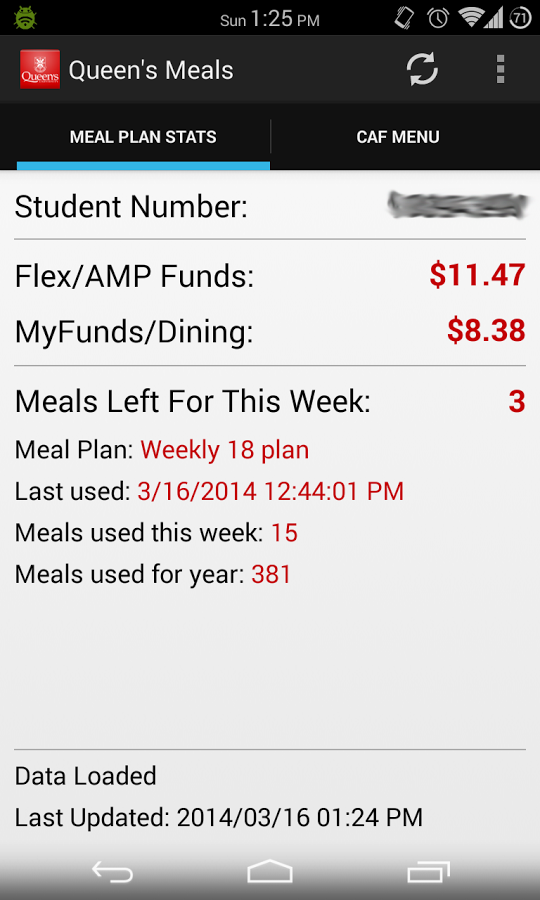 Sun 1:25 PM
71
Queen's
Queen's Meals
MEAL PLAN STATS
CAF MENU
Student Number:
Flex/AMP Funds: $11.47
MyFunds/Dining: $8.38
Meals Left For This Week: 3
Meal Plan: Weekly 18 plan
Last used: 3/16/2014 12:44:01 PM
Meals used this week: 15
Meals used for year: 381
Data Loaded
Last Updated: 2014/03/16 01:24 PM